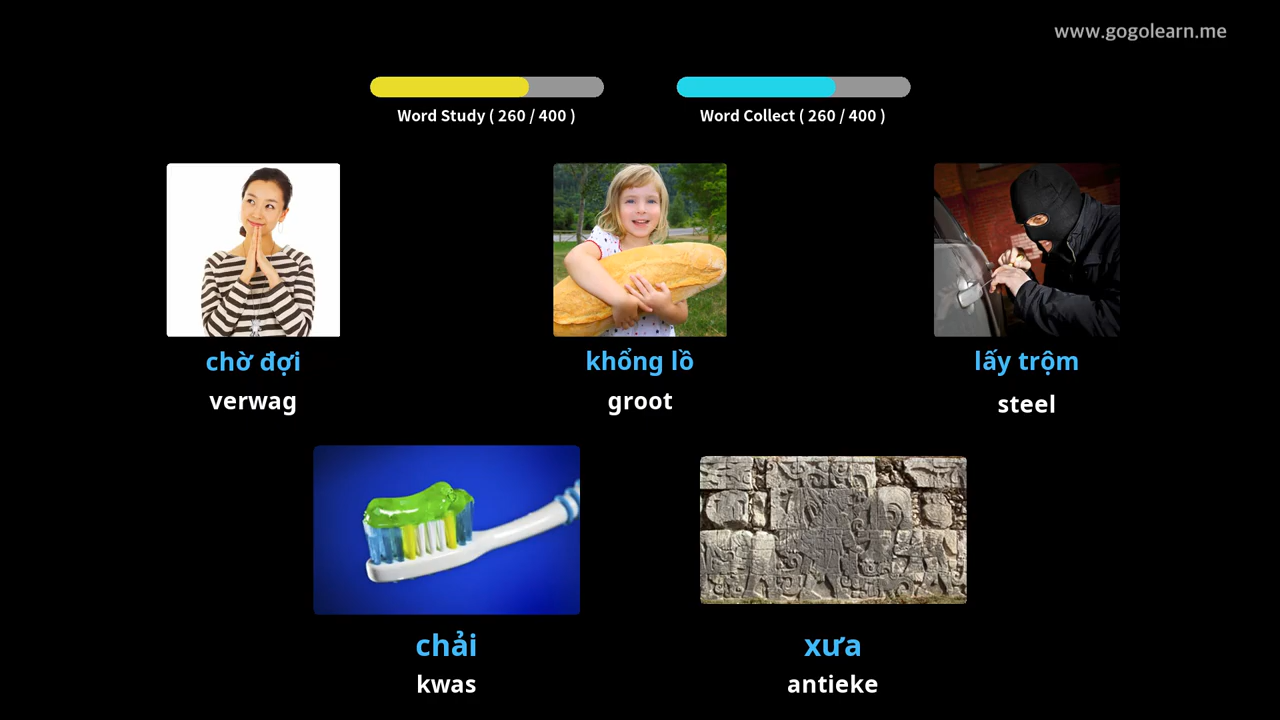 www.gogolearn.me
Word Study ( 260 / 400 )
Word Collect ( 260 / 400 )
chờ đợi
verwag
khổng lồ
groot
lấy trộm
steel
chải
kwas
xưa
antieke